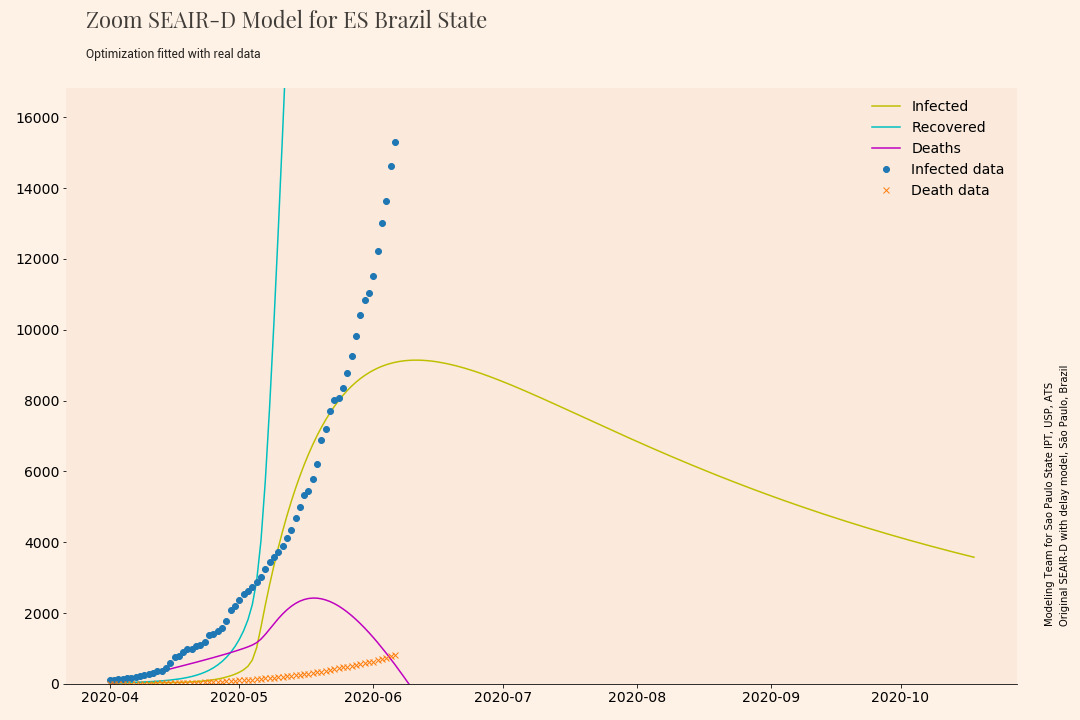 Zoom SEAIR-D Model for ES Brazil State
Optimization fitted with real data
Infected
Recovered
Deaths
Infected data
Death data
16000
14000
12000
10000
8000
6000
4000
2000
0
2020-04
2020-05
2020-06
2020-07
2020-08
2020-09
2020-10
Modeling Team for Sao Paulo State IPT, USP, ATS
Original SEAIR-D with delay model, São Paulo, Brazil